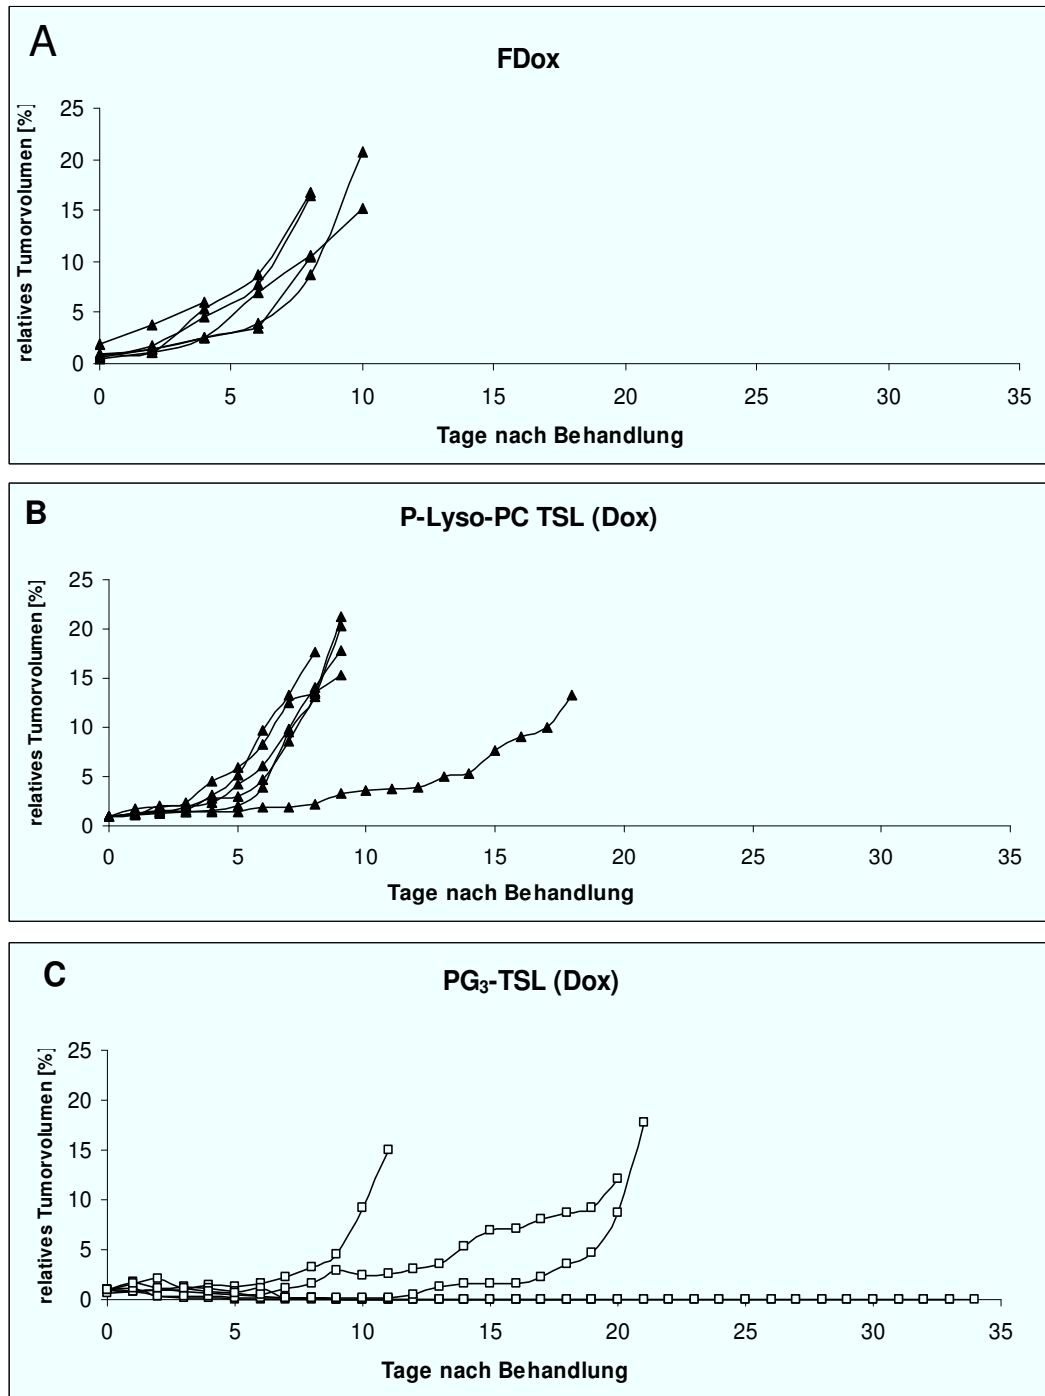 A
FDox
relatives Tumorvolumen [%]
25
20
15
10
5
0
0 5 10 15 20 25 30 35
Tage nach Behandlung
B
P-Lyso-PC TSL (Dox)
relatives Tumorvolumen [%]
25
20
15
10
5
0
0 5 10 15 20 25 30 35
Tage nach Behandlung
C
PG₃-TSL (Dox)
relatives Tumorvolumen [%]
25
20
15
10
5
0
0 5 10 15 20 25 30 35
Tage nach Behandlung